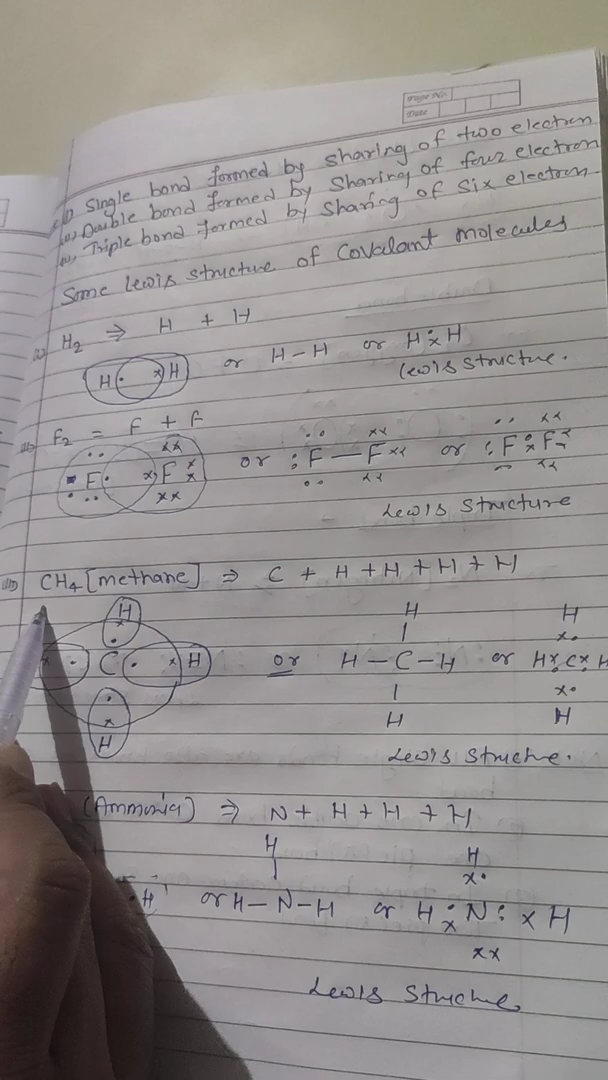 Page No.
Date
(i) Single bond formed by sharing of two electron
(ii) Double bond formed by Sharing of four electron
(iii) Triple bond formed by Sharing of Six electron.
Some lewis structure of Covalant molecules
(i) H2 ⇒ H + H
H · x H or H-H or H ·x H
lewis Structure.
(ii) F2 = F + F
F · x F or :F — F xx or :F ·x F
Lewis Structure
(iii) CH4 [methane] ⇒ C + H + H + H + H
H
C · x H or H-C-H or Hx. C x H
H
Lewis Structure.
(Ammonia) ⇒ N + H + H + H
H H
x·
·H or H-N-H or H ·x N : x H
xx
Lewis Structure